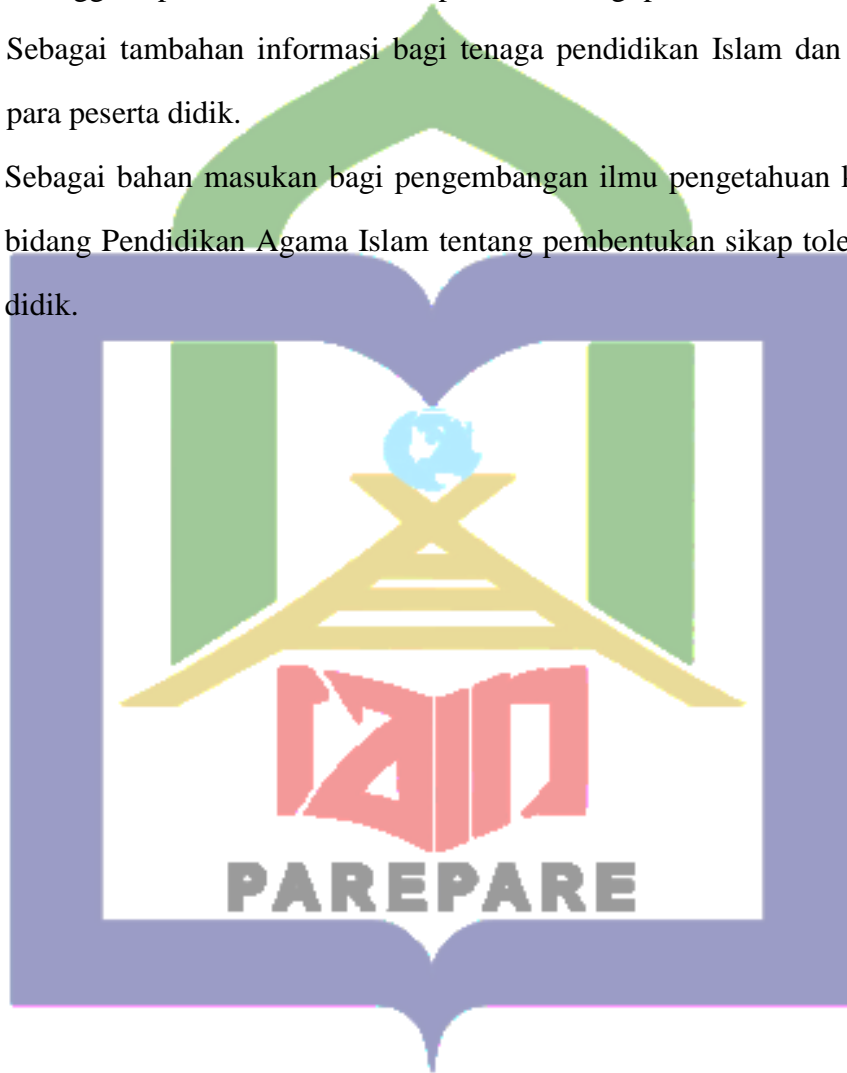 Sebagai tambahan informasi bagi tenaga pendidikan Islam dan
para peserta didik.
Sebagai bahan masukan bagi pengembangan ilmu pengetahuan
bidang Pendidikan Agama Islam tentang pembentukan sikap
didik.
iain
PAREPARE